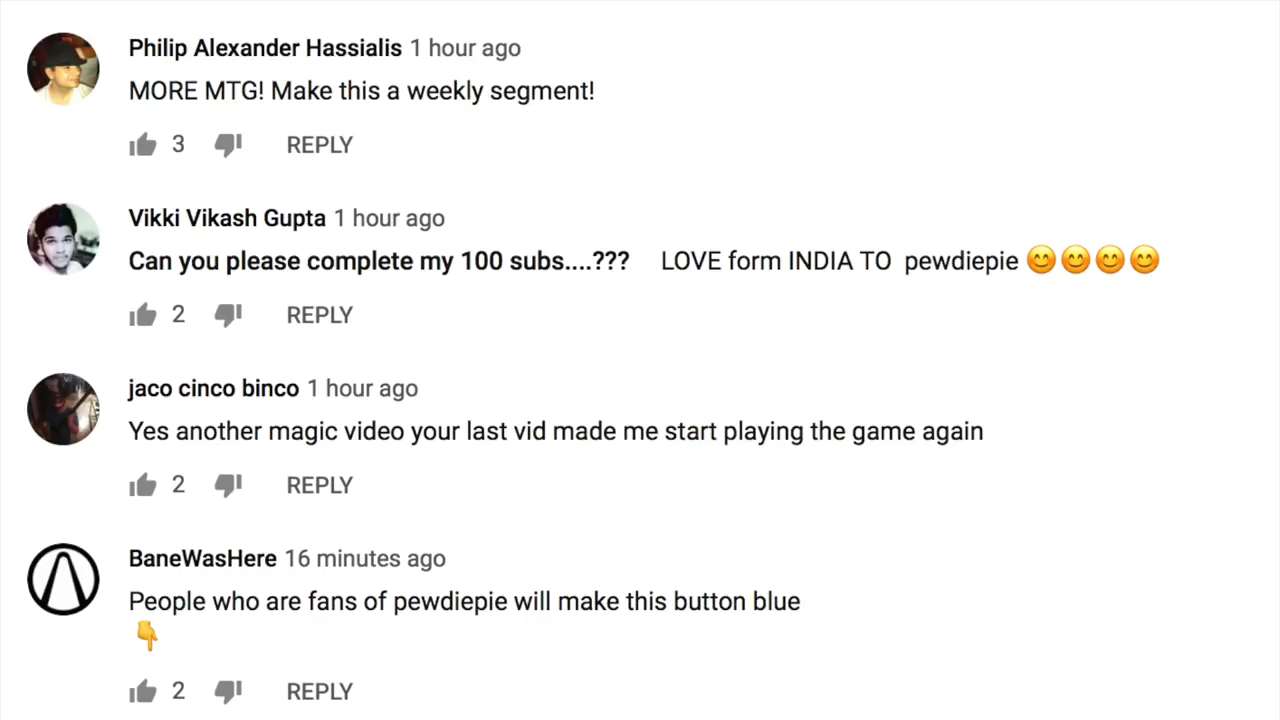 Philip Alexander Hassialis 1 hour ago
MORE MTG! Make this a weekly segment!
3 REPLY
Vikki Vikash Gupta 1 hour ago
Can you please complete my 100 subs....??? LOVE form INDIA TO pewdiepie 😊😊😊😊
2 REPLY
jaco cinco binco 1 hour ago
Yes another magic video your last vid made me start playing the game again
2 REPLY
BaneWasHere 16 minutes ago
People who are fans of pewdiepie will make this button blue
👇
2 REPLY